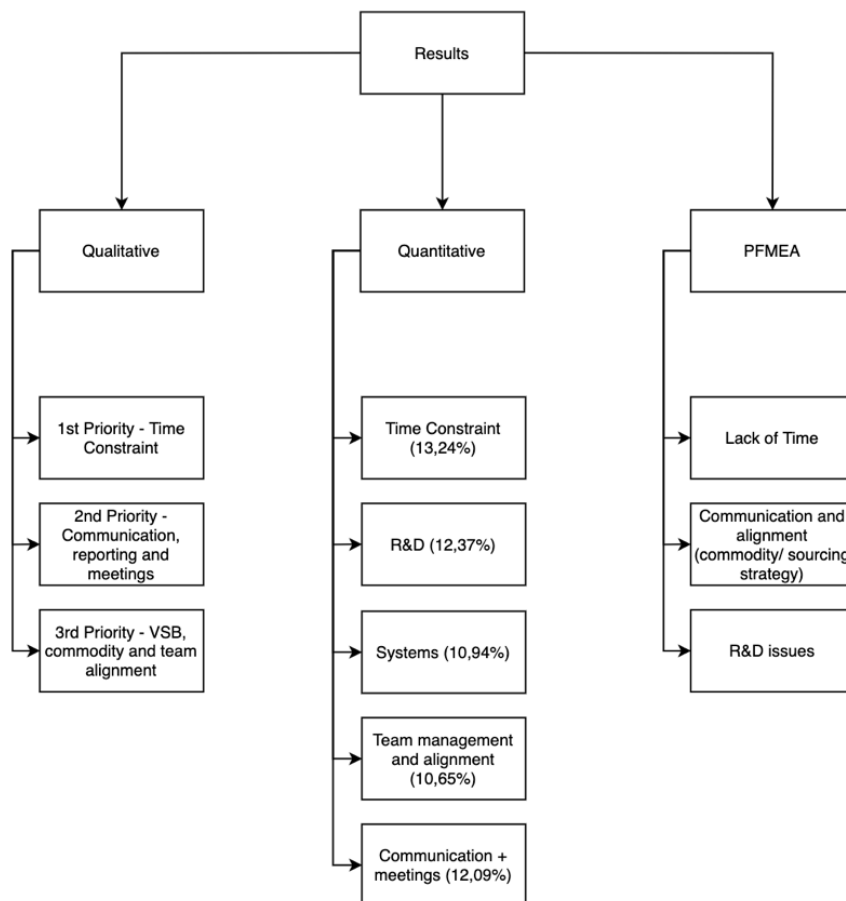 Results
Qualitative
Quantitative
PFMEA
1st Priority - Time
Constraint
Time Constraint
(13,24%)
Lack of Time
2nd Priority -
Communication,
reporting and
meetings
R&D (12,37%)
Communication and
alignment
(commodity/ sourcing
strategy)
3rd Priority - VSB,
commodity and team
alignment
Systems (10,94%)
R&D issues
Team management
and alignment
(10,65%)
Communication +
meetings (12,09%)